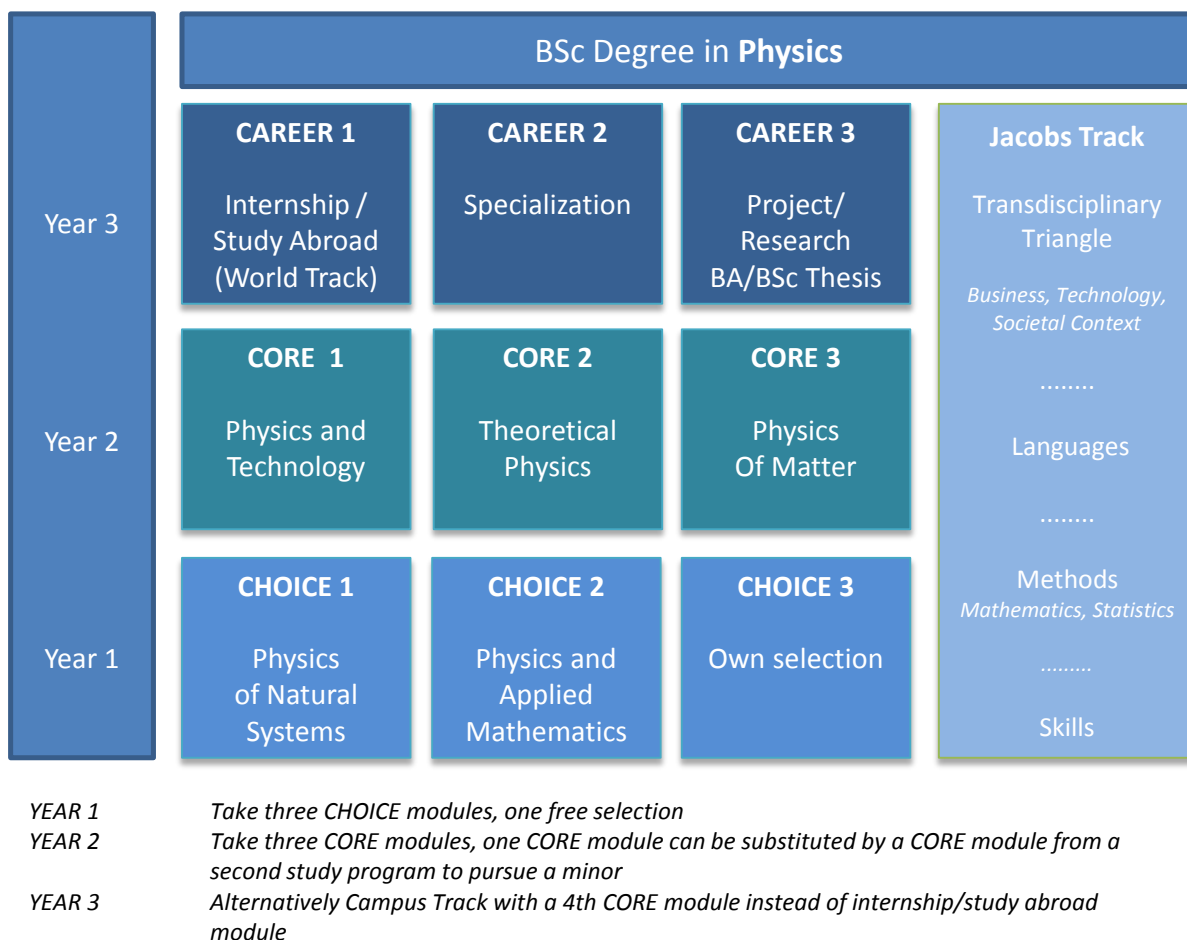 BSc Degree in Physics
Year 3
CAREER 1
Internship /
Study Abroad
(World Track)
CAREER 2
Specialization
CAREER 3
Project/
Research
BA/BSc Thesis
Year 2
CORE 1
Physics and
Technology
CORE 2
Theoretical
Physics
CORE 3
Physics
Of Matter
Year 1
CHOICE 1
Physics
of Natural
Systems
CHOICE 2
Physics and
Applied
Mathematics
CHOICE 3
Own selection
Jacobs Track
Transdisciplinary
Triangle
Business, Technology,
Societal Context
........
Languages
........
Methods
Mathematics, Statistics
.........
Skills
YEAR 1 Take three CHOICE modules, one free selection
YEAR 2 Take three CORE modules, one CORE module can be substituted by a CORE module from a
second study program to pursue a minor
YEAR 3 Alternatively Campus Track with a 4th CORE module instead of internship/study abroad
module